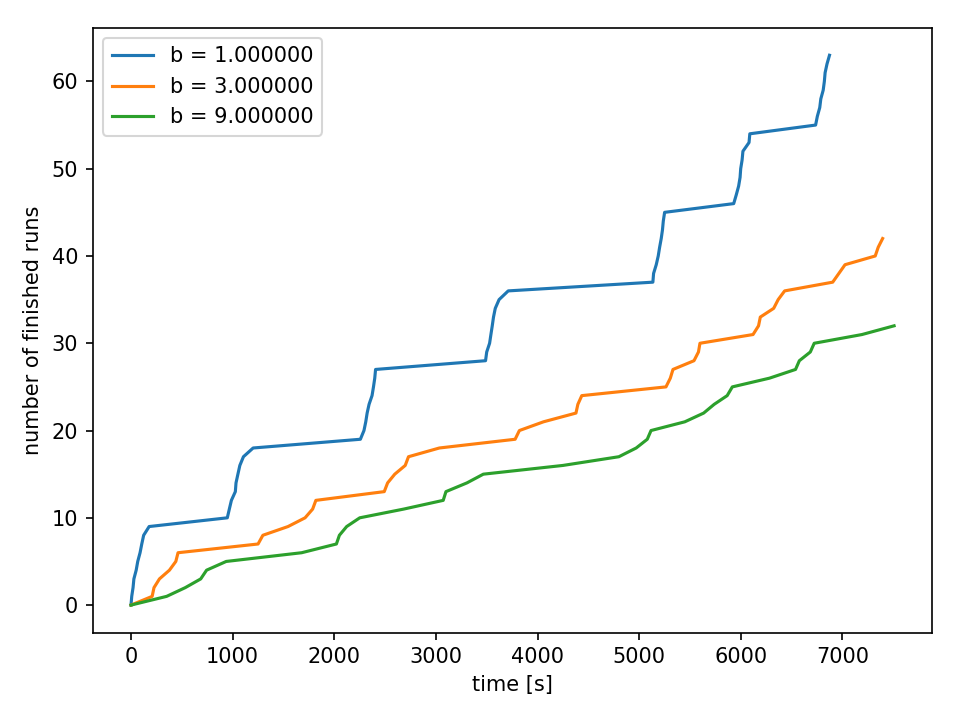 b = 1.000000
b = 3.000000
b = 9.000000
number of finished runs
60
50
40
30
20
10
0
0 1000 2000 3000 4000 5000 6000 7000
time [s]